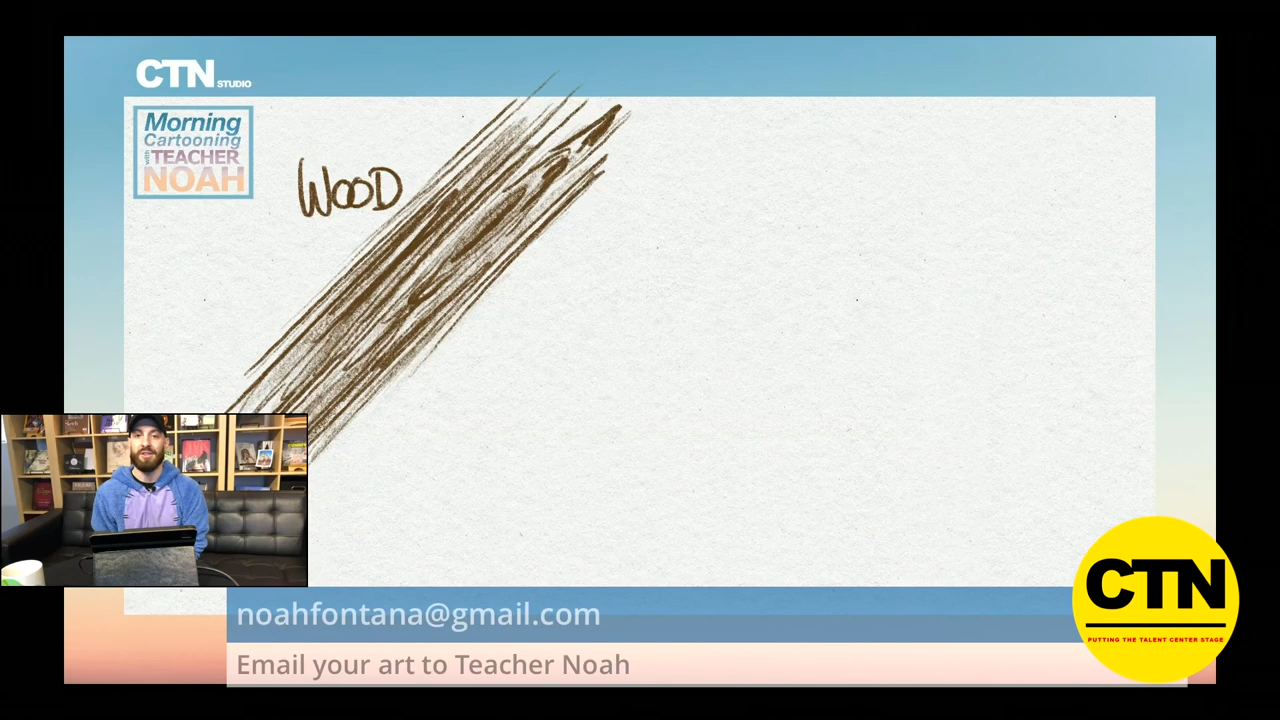 CTN STUDIO
Morning
Cartooning
with TEACHER
NOAH
WOOD
noahfontana@gmail.com
Email your art to Teacher Noah
CTN
PUTTING THE TALENT CENTER STAGE